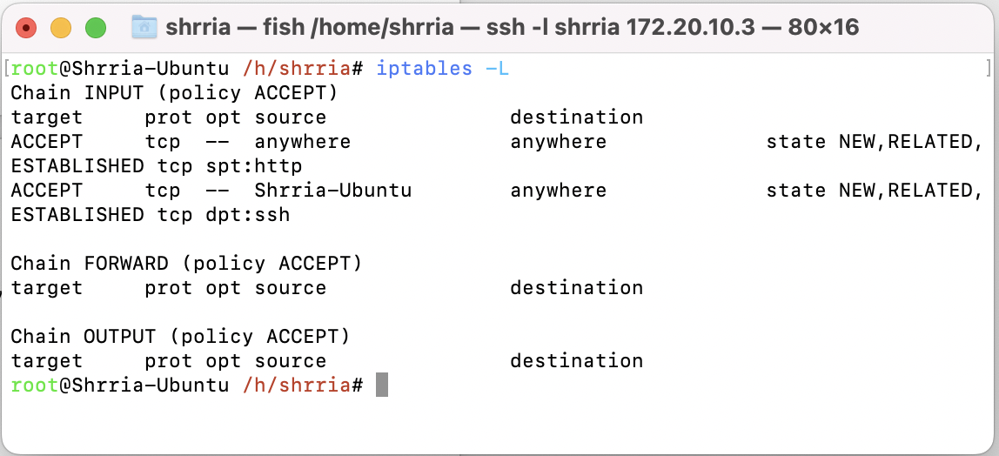 shrria — fish /home/shrria — ssh -l shrria 172.20.10.3 — 80×16
[root@Shrria-Ubuntu /h/shrria# iptables -L ]
Chain INPUT (policy ACCEPT)
target     prot opt source               destination
ACCEPT     tcp  --  anywhere             anywhere             state NEW,RELATED,
ESTABLISHED tcp spt:http
ACCEPT     tcp  --  Shrria-Ubuntu        anywhere             state NEW,RELATED,
ESTABLISHED tcp dpt:ssh
Chain FORWARD (policy ACCEPT)
target     prot opt source               destination
Chain OUTPUT (policy ACCEPT)
target     prot opt source               destination
root@Shrria-Ubuntu /h/shrria#